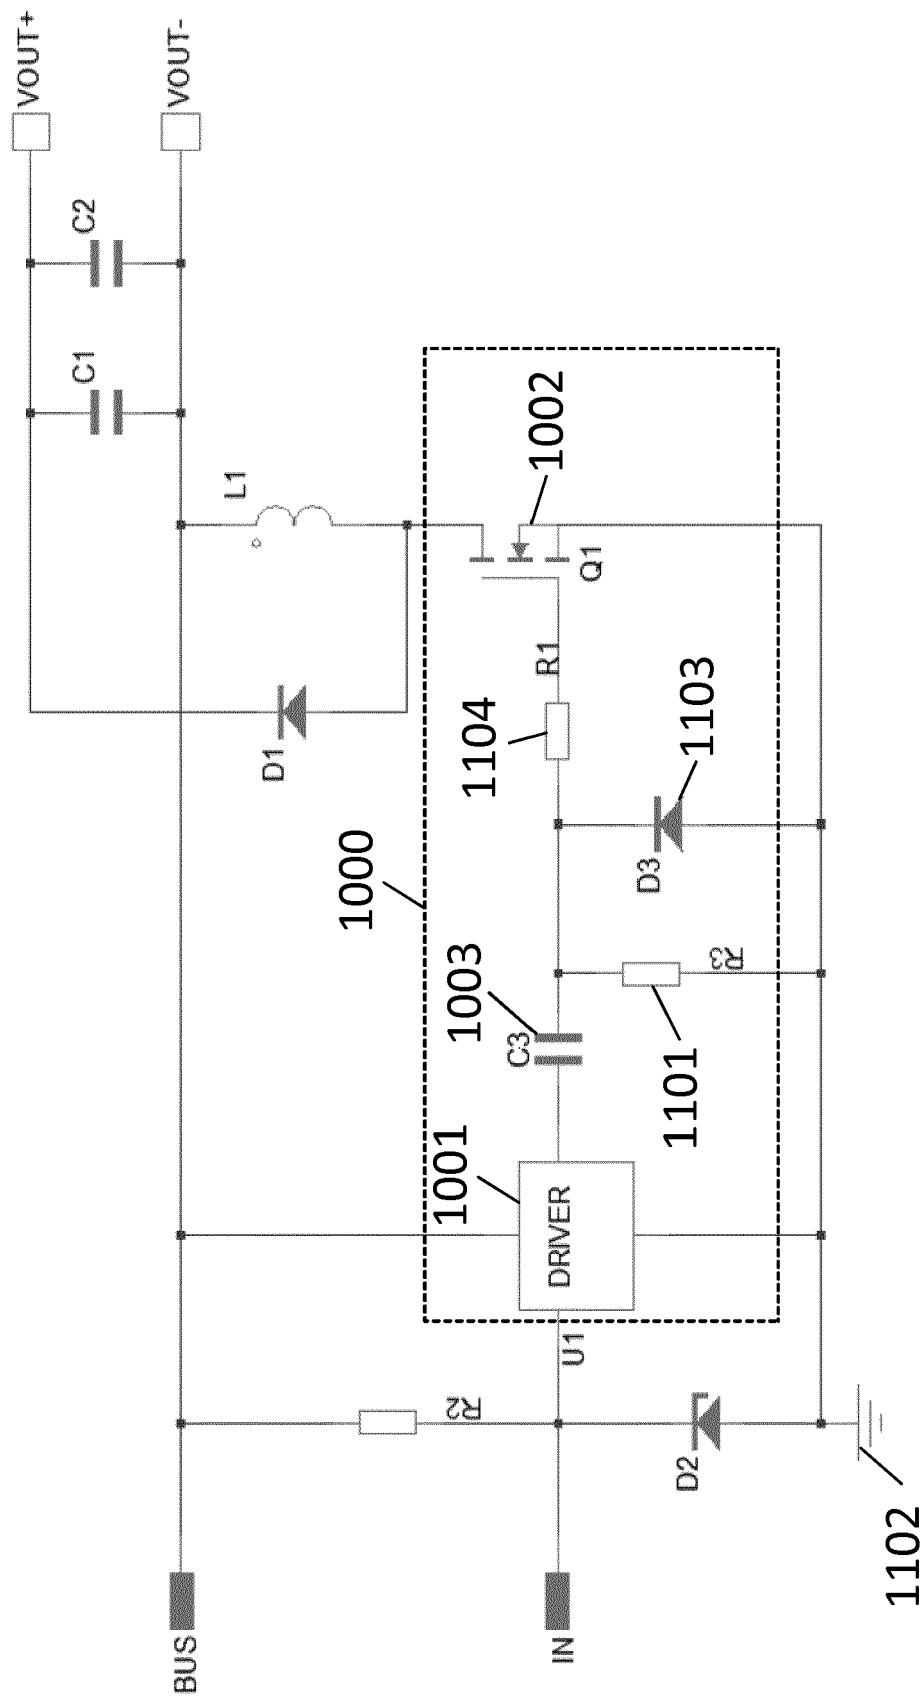 VOUT+
VOUT-
C2
C1
L1
D1
1002
Q1
R1
1104
1103
D3
1000
1003
C3
R3
1101
1001
DRIVER
U1
R2
D2
1102
BUS
IN